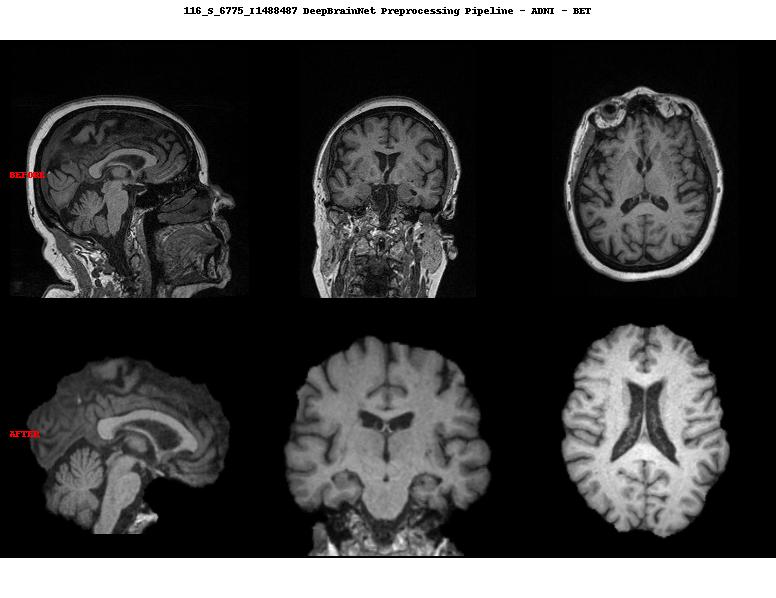 116_S_6775_I1488487 DeepBrainNet Preprocessing Pipeline - ADNI - BET
BEFORE
AFTER